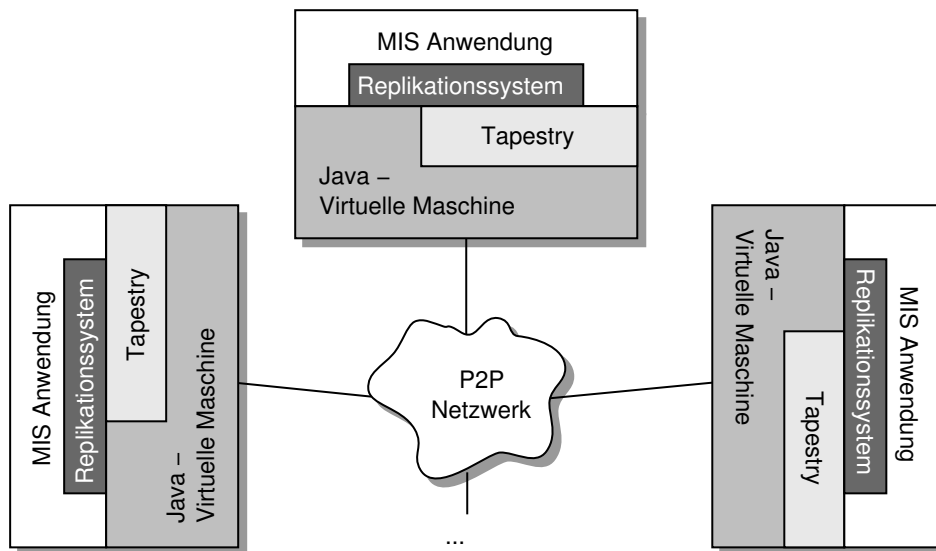 MIS Anwendung
Replikationssystem
Tapestry
Java –
Virtuelle Maschine
MIS Anwendung
Replikationssystem
Tapestry
Java –
Virtuelle Maschine
P2P
Netzwerk
Java –
Virtuelle Maschine
Tapestry
Replikationssystem
MIS Anwendung
...